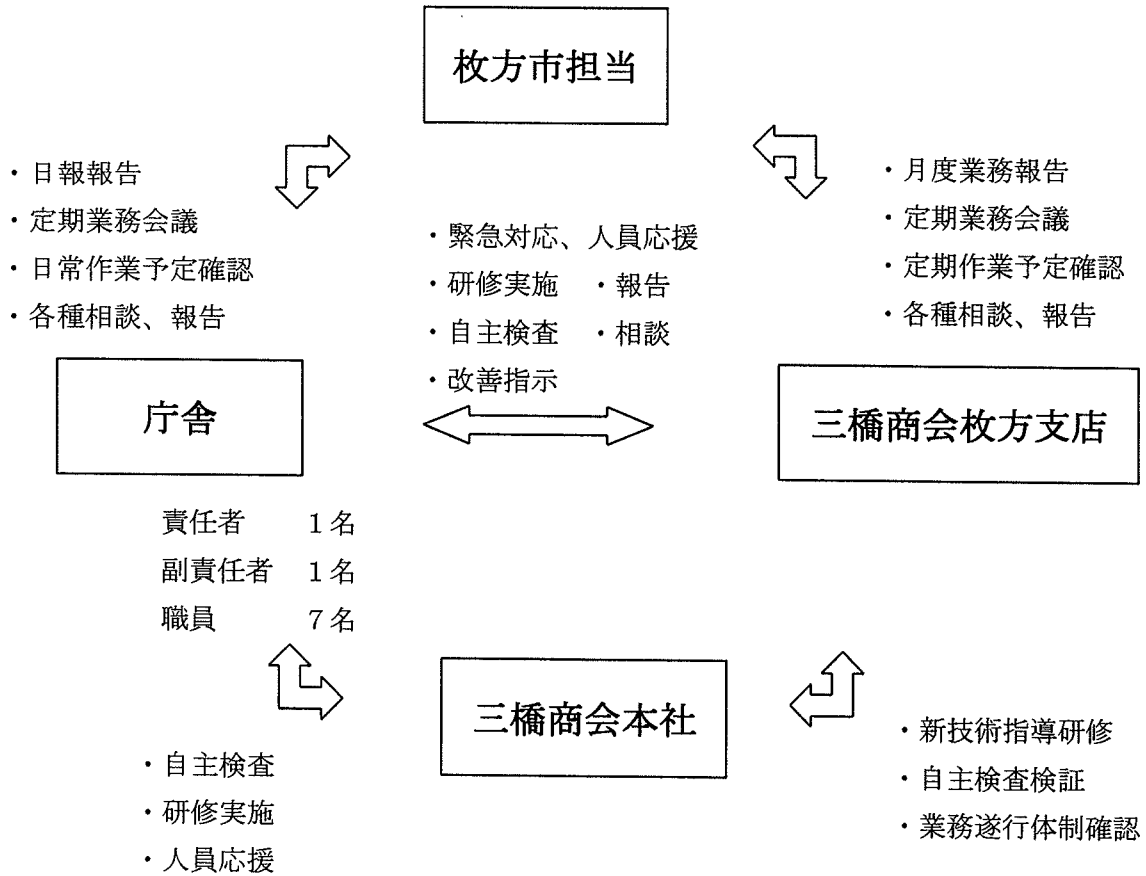 枚方市担当
・日報報告
・定期業務会議
・日常作業予定確認
・各種相談、報告
・緊急対応、人員応援
・研修実施 ・報告
・自主検査 ・相談
・改善指示
・月度業務報告
・定期業務会議
・定期作業予定確認
・各種相談、報告
庁舎
三橋商会枚方支店
責任者 1名
副責任者 1名
職員 7名
三橋商会本社
・自主検査
・研修実施
・人員応援
・新技術指導研修
・自主検査検証
・業務遂行体制確認